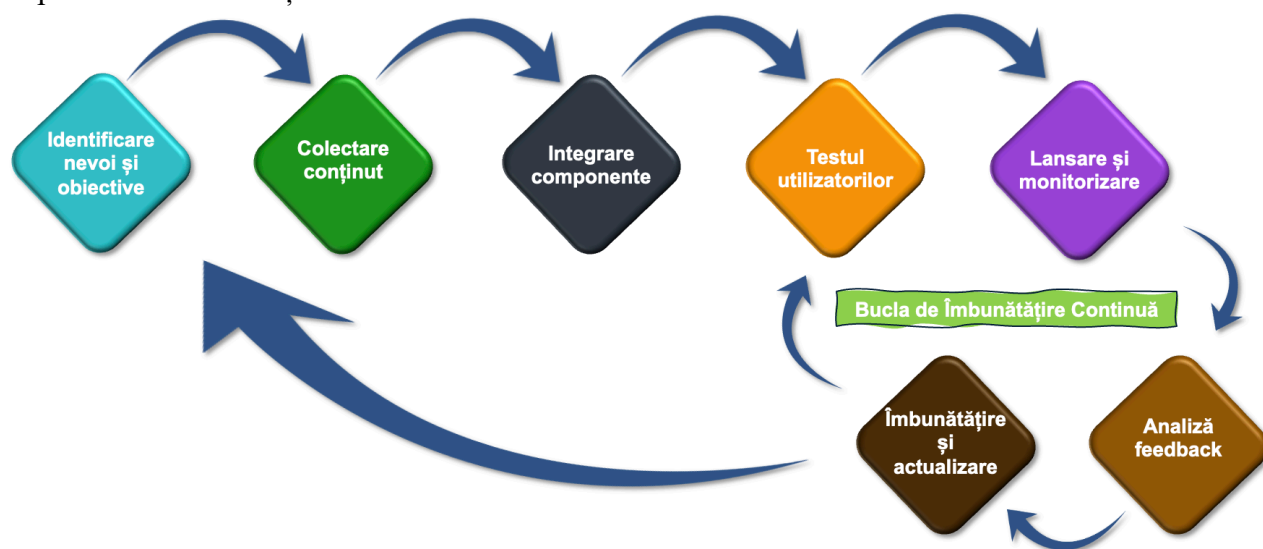 Identificare
nevoi și
obiective
Colectare
conținut
Integrare
componente
Testul
utilizatorilor
Lansare și
monitorizare
Bucla de Îmbunătățire Continuă
Îmbunătățire
și
actualizare
Analiză
feedback